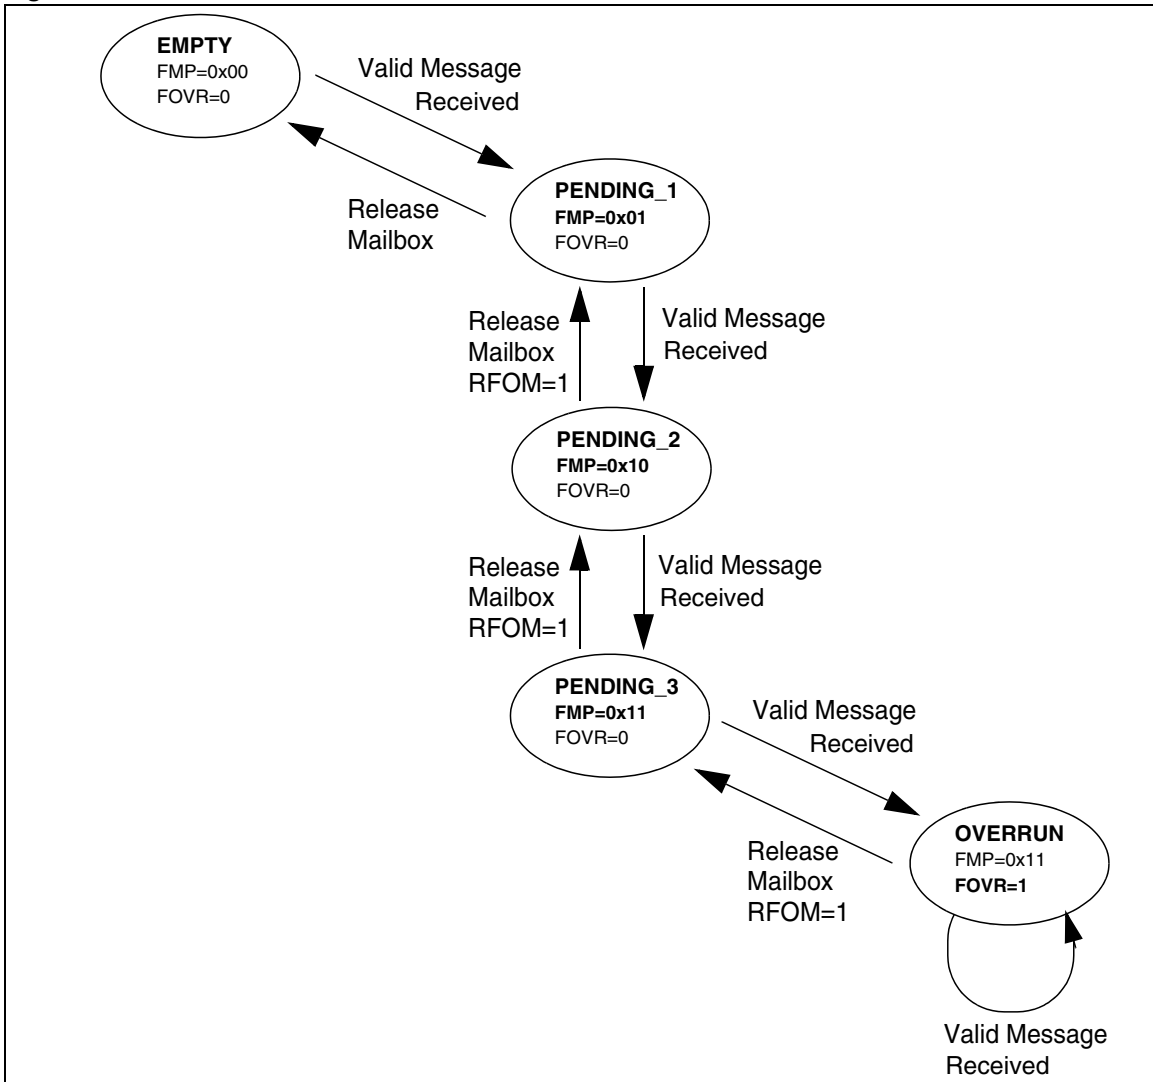 EMPTY
FMP=0x00
FOVR=0
Valid Message
Received
Release
Mailbox
PENDING_1
FMP=0x01
FOVR=0
Release
Mailbox
RFOM=1
Valid Message
Received
PENDING_2
FMP=0x10
FOVR=0
Release
Mailbox
RFOM=1
Valid Message
Received
PENDING_3
FMP=0x11
FOVR=0
Valid Message
Received
Release
Mailbox
RFOM=1
OVERRUN
FMP=0x11
FOVR=1
Valid Message
Received